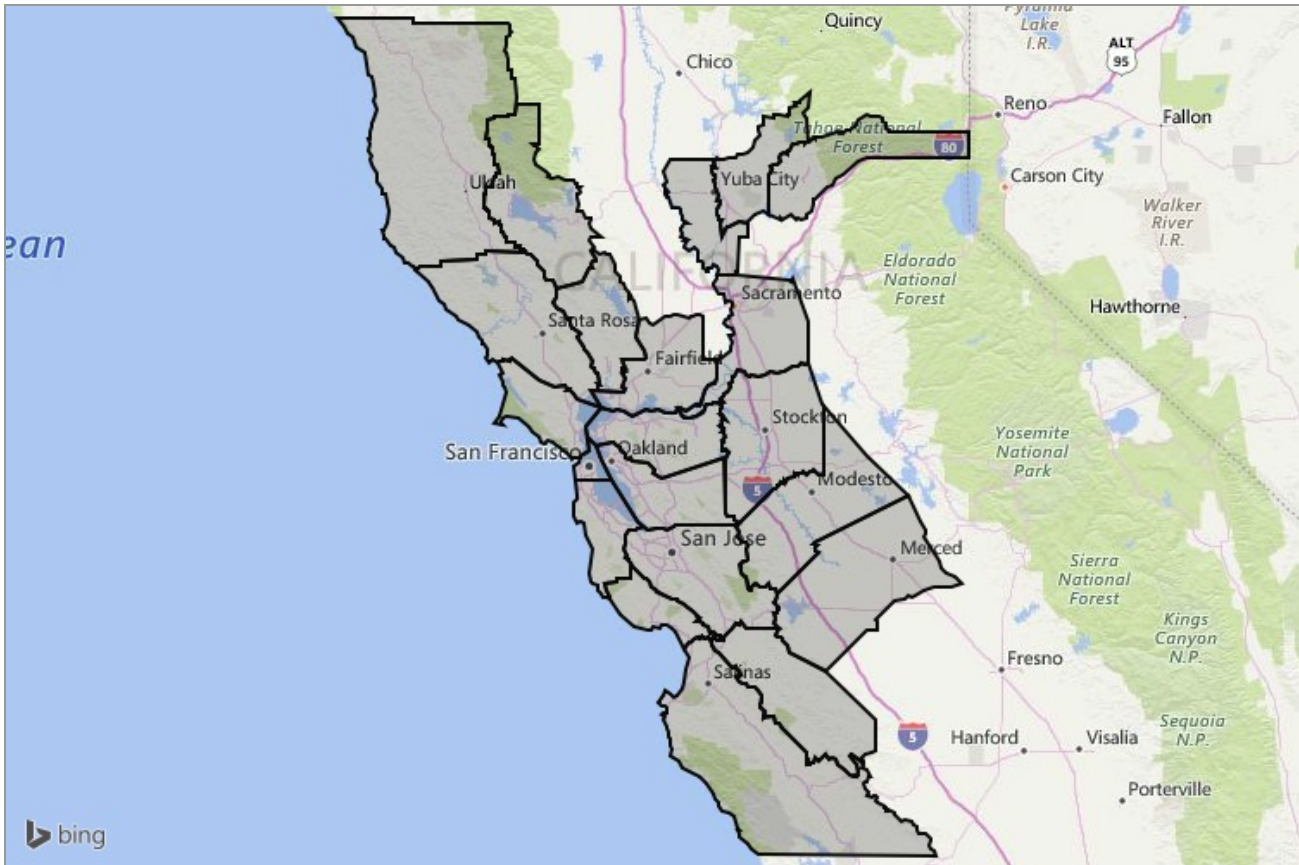 Quincy
Pyramid
Lake
I.R.
ALT
95
Chico
Reno
Fallon
Tahoe National
Forest
80
Ukiah
Yuba City
Carson City
Walker
River
I.R.
ean
Eldorado
National
Forest
CALIFORNIA
Sacramento
Hawthorne
Santa Rosa
Fairfield
Stockton
Yosemite
National
Park
San Francisco
Oakland
5
Modesto
San Jose
Merced
Sierra
National
Forest
Kings
Canyon
N.P.
Fresno
Salinas
Sequoia
N.P.
5
Hanford
Visalia
Porterville
bing